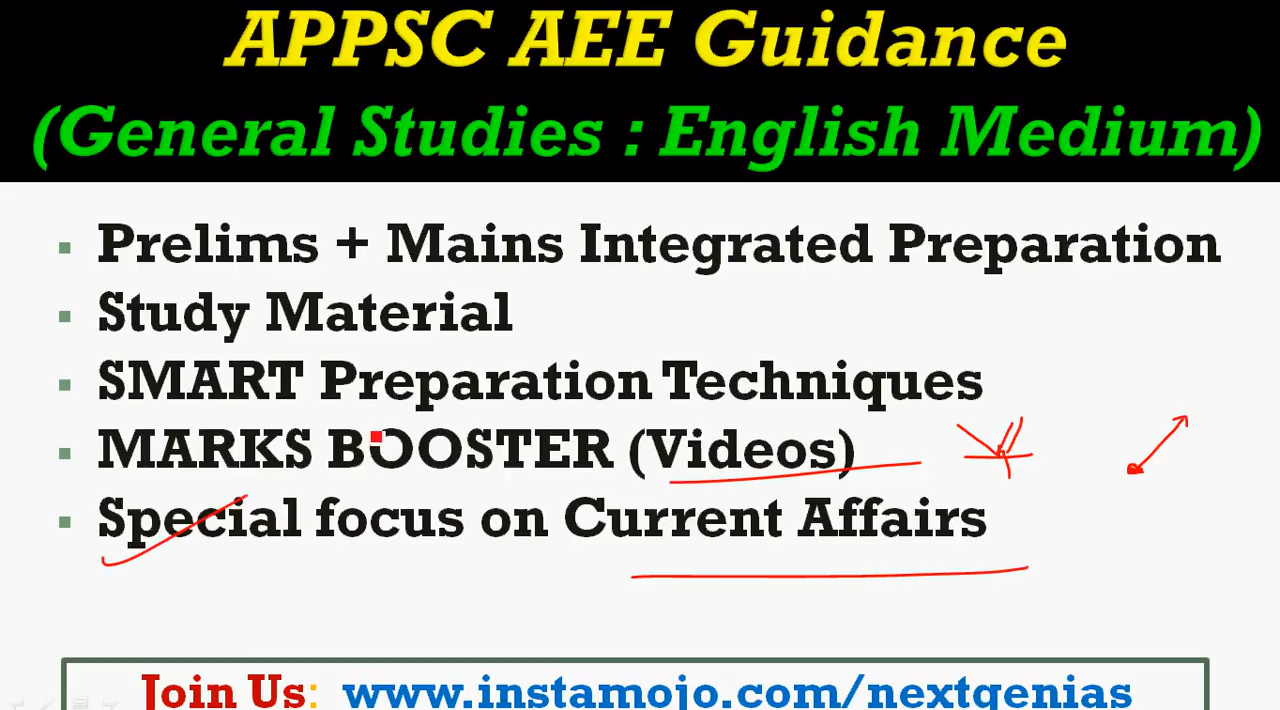 APPSC AEE Guidance
(General Studies : English Medium)
▪ Prelims + Mains Integrated Preparation
▪ Study Material
▪ SMART Preparation Techniques
▪ MARKS BOOSTER (Videos)
▪ Special focus on Current Affairs
Join Us: www.instamojo.com/nextgenias